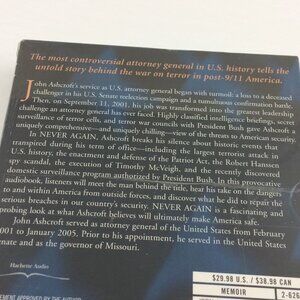 The most controversial attorney general in U.S. history tells the
untold story behind the war on terror in post-9/11 America.
John Ashcroft's service as U.S. attorney general began with turmoil: a loss to a deceased
challenger in his U.S. Senate reelection campaign and a tumultuous confirmation battle.
Then, on September 11, 2001, his job was transformed into the greatest leadership
challenge an attorney general has ever faced. Highly classified intelligence briefings, secret
surveillance of terror cells, and terror war councils with President Bush gave Ashcroft a
uniquely comprehensive—and uniquely chilling—view of the threats to American security.
In NEVER AGAIN, Ashcroft breaks his silence about historic events that
transpired during his term of office—including the largest terrorist attack in
U.S. history, the enactment and defense of the Patriot Act, the Robert Hanssen
spy scandal, the execution of Timothy McVeigh, and the recently discovered
domestic surveillance program authorized by President Bush. In this provocative
audiobook, listeners will meet the man behind the title, hear his take on the dangers
to and within America from outside forces, and discover what he did to repair the
serious breaches in our country's security. NEVER AGAIN is a fascinating, and
probing look at what Ashcroft believes will ultimately make America safe.
John Ashcroft served as attorney general of the United States from February
2001 to January 2005. Prior to his appointment, he served in the United States
enate and as the governor of Missouri.
Hachette Audio
$29.98 U.S. / $38.98 CAN
MEMOIR
2-626
EMENT APPROVED BY THE AUTHOR